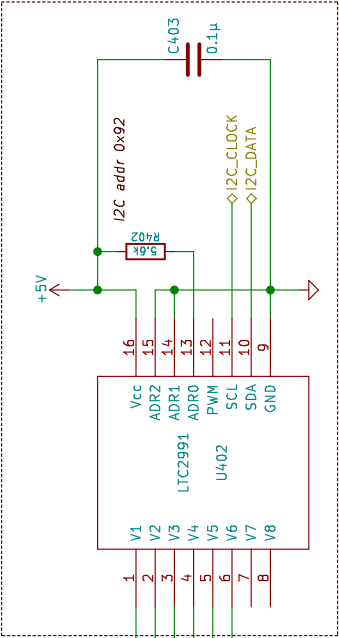 C403
0.1µ
I2C addr 0x92
I2C_CLOCK
I2C_DATA
R402
5.6k
+5V
16
15
14
13
12
11
10
9
Vcc
ADR2
ADR1
ADR0
PWM
SCL
SDA
GND
LTC2991
U402
V1
V2
V3
V4
V5
V6
V7
V8
1
2
3
4
5
6
7
8